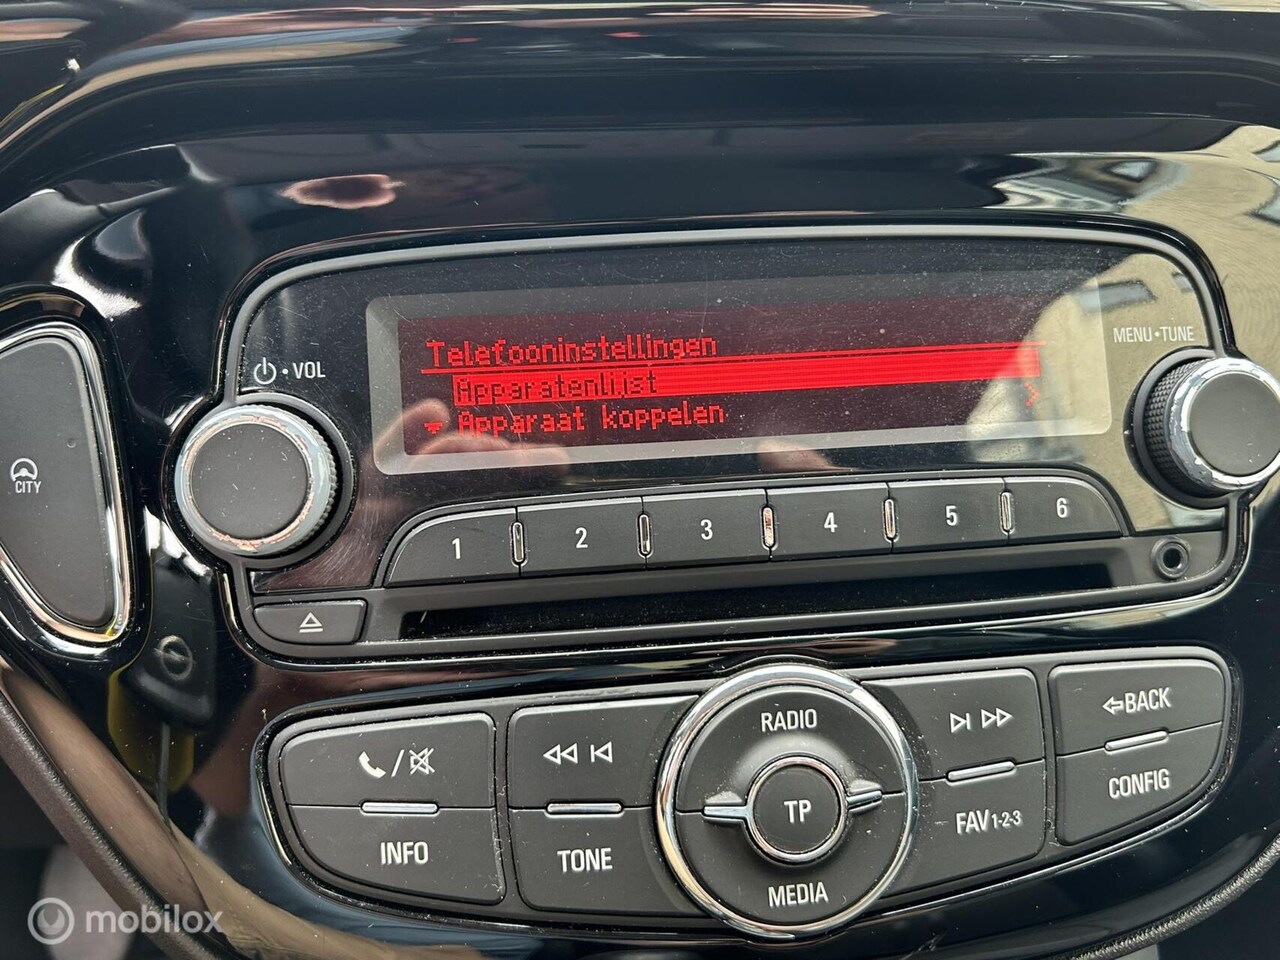 Telefooninstellingen
Apparatenlijst
Apparaat koppelen
VOL
MENU•TUNE
CITY
1 2 3 4 5 6
RADIO
BACK
TP
CONFIG
INFO
TONE
MEDIA
FAV 1-2-3
mobilox